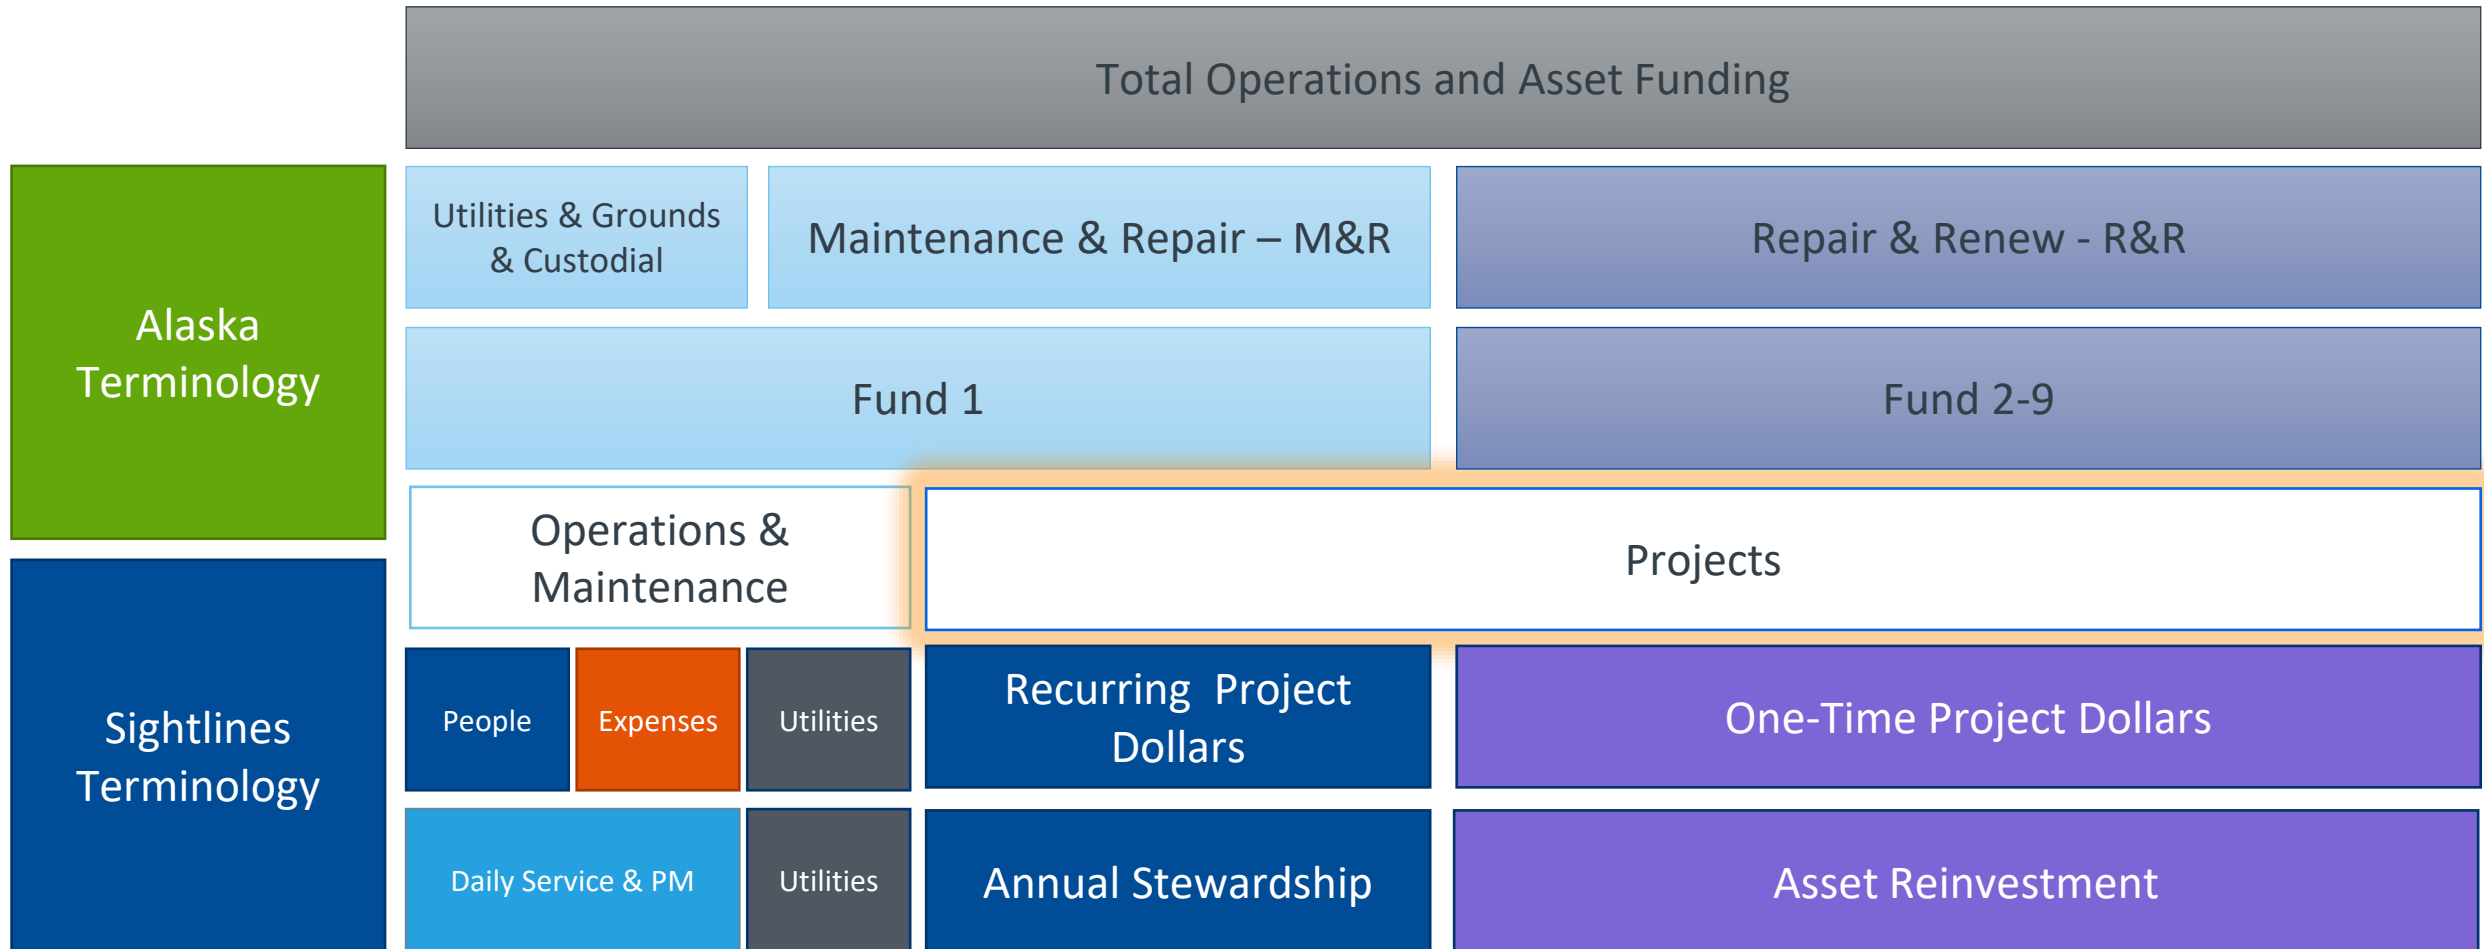 Total Operations and Asset Funding
Alaska
Terminology
Utilities & Grounds
& Custodial
Maintenance & Repair – M&R
Repair & Renew - R&R
Fund 1
Fund 2-9
Operations &
Maintenance
Projects
Sightlines
Terminology
People
Expenses
Utilities
Recurring  Project
Dollars
One-Time Project Dollars
Daily Service & PM
Utilities
Annual Stewardship
Asset Reinvestment